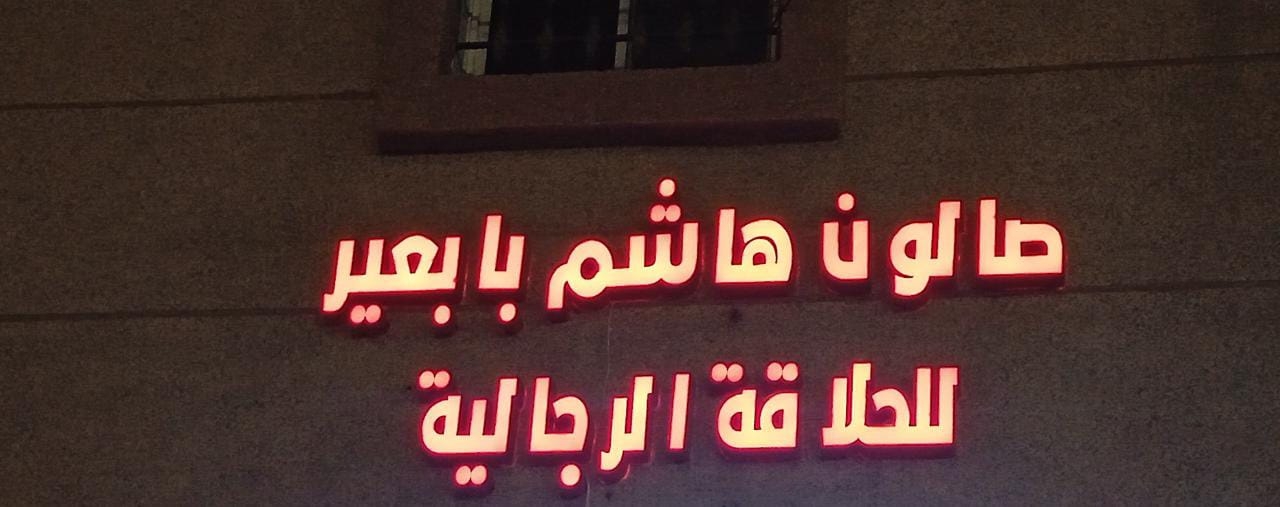 صالون هاشم بابعير
للحلاقة الرجالية